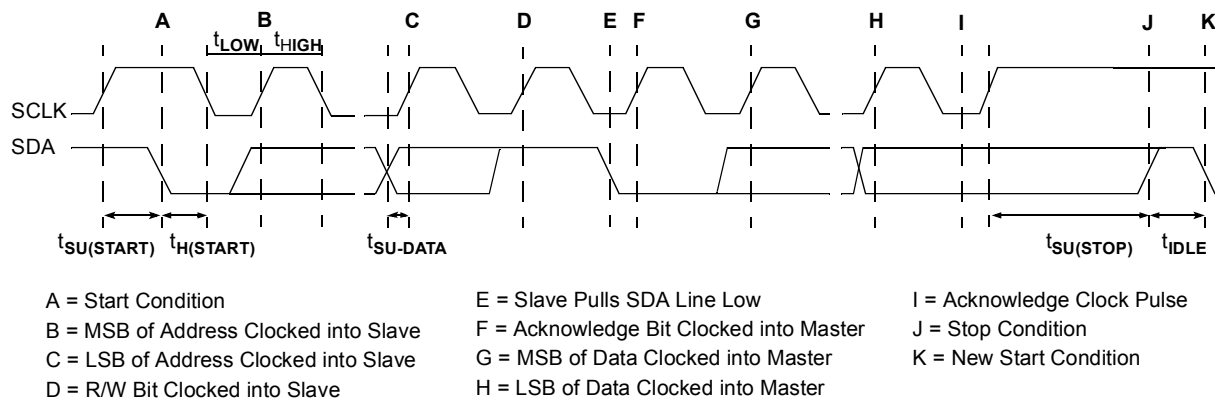 A B C D E F G H I J K
tLOW tHIGH
SCLK
SDA
tSU(START) tH(START) tSU-DATA tSU(STOP) tIDLE
A = Start Condition
B = MSB of Address Clocked into Slave
C = LSB of Address Clocked into Slave
D = R/W Bit Clocked into Slave
E = Slave Pulls SDA Line Low
F = Acknowledge Bit Clocked into Master
G = MSB of Data Clocked into Master
H = LSB of Data Clocked into Master
I = Acknowledge Clock Pulse
J = Stop Condition
K = New Start Condition